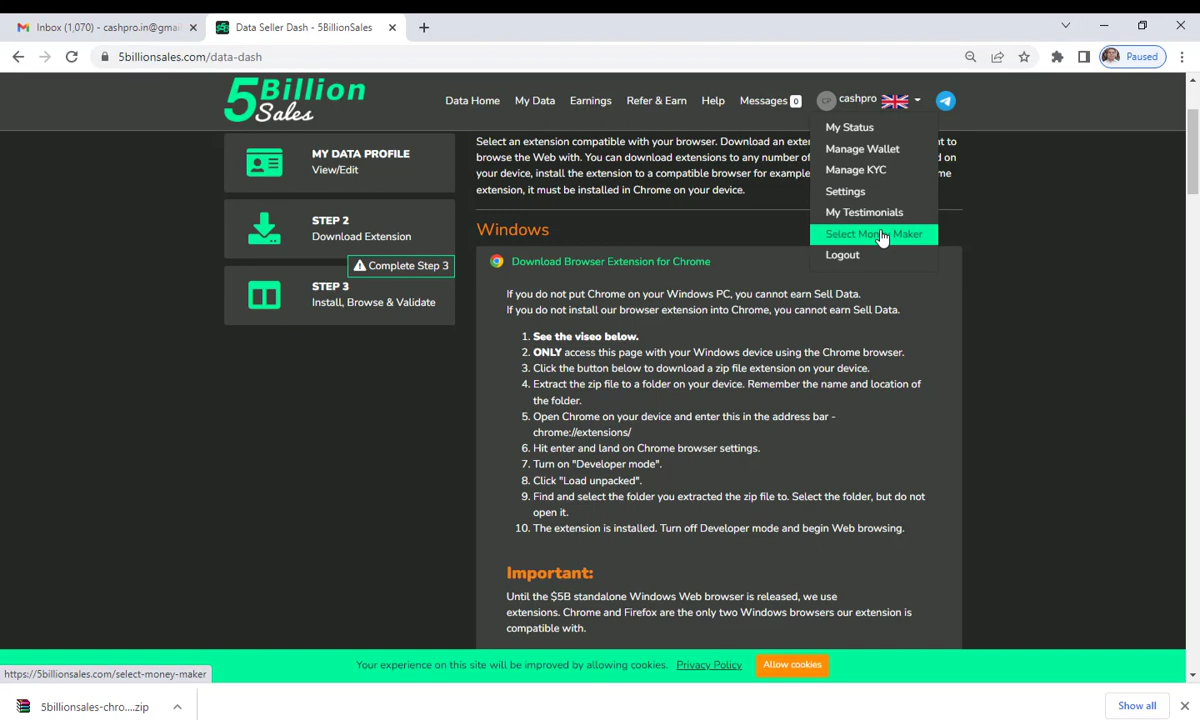 Inbox (1,070) - cashpro.in@gmai
Data Seller Dash - 5BillionSales
5billionsales.com/data-dash
Paused
5Billion
Sales
Data Home
My Data
Earnings
Refer & Earn
Help
Messages 0
CP cashpro
My Status
Manage Wallet
Manage KYC
Settings
My Testimonials
Select Money Maker
Logout
MY DATA PROFILE
View/Edit
STEP 2
Download Extension
Complete Step 3
STEP 3
Install, Browse & Validate
Select an extension compatible with your browser. Download an exte nt to
browse the Web with. You can download extensions to any number of d on
your device, install the extension to a compatible browser for example me
extension, it must be installed in Chrome on your device.
Windows
Download Browser Extension for Chrome
If you do not put Chrome on your Windows PC, you cannot earn Sell Data.
If you do not install our browser extension into Chrome, you cannot earn Sell Data.
1. See the viseo below.
2. ONLY access this page with your Windows device using the Chrome browser.
3. Click the button below to download a zip file extension on your device.
4. Extract the zip file to a folder on your device. Remember the name and location of
the folder.
5. Open Chrome on your device and enter this in the address bar -
chrome://extensions/
6. Hit enter and land on Chrome browser settings.
7. Turn on "Developer mode".
8. Click "Load unpacked".
9. Find and select the folder you extracted the zip file to. Select the folder, but do not
open it.
10. The extension is installed. Turn off Developer mode and begin Web browsing.
Important:
Until the $5B standalone Windows Web browser is released, we use
extensions. Chrome and Firefox are the only two Windows browsers our extension is
compatible with.
Your experience on this site will be improved by allowing cookies. Privacy Policy
Allow cookies
https://5billionsales.com/select-money-maker
5billionsales-chro....zip
Show all